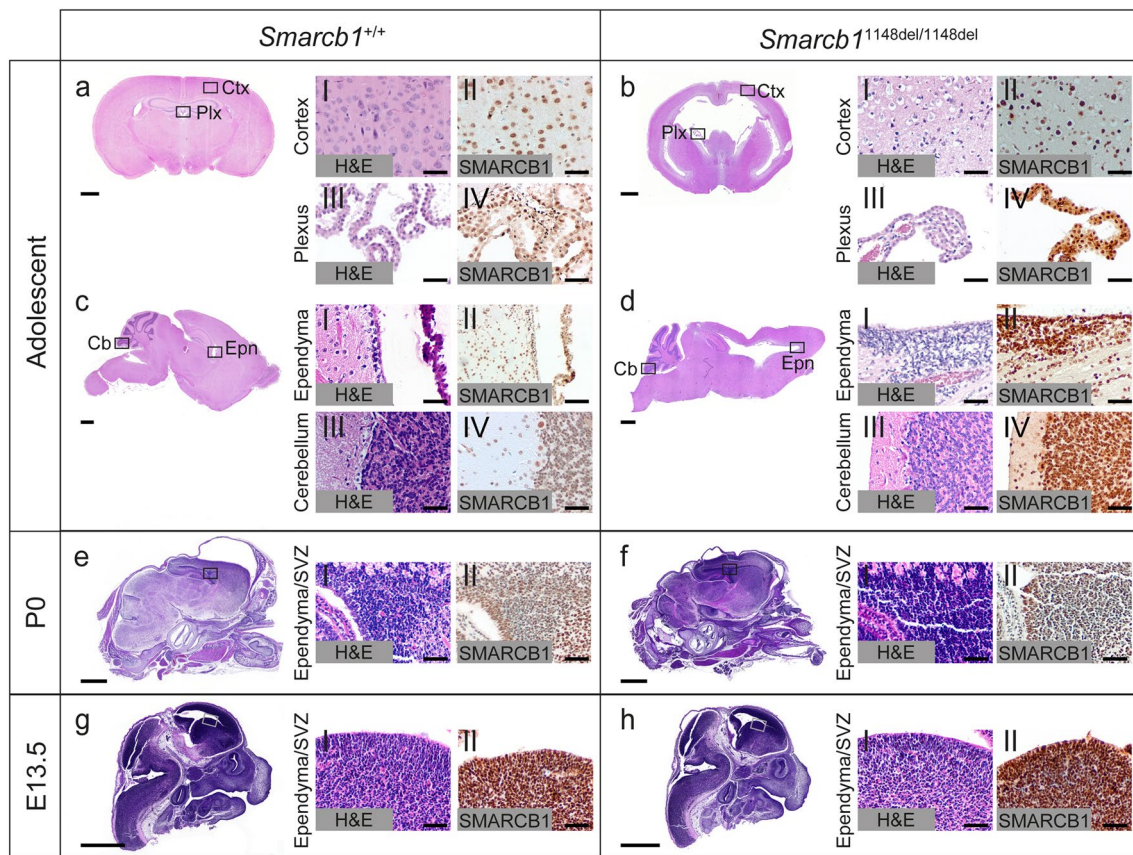 Smarcb1+/+
Smarcb11148del/1148del
Adolescent
a
Ctx
Plx
Cortex
I
H&E
II
SMARCB1
Plexus
III
H&E
IV
SMARCB1
b
Ctx
Plx
Cortex
I
H&E
II
SMARCB1
Plexus
III
H&E
IV
SMARCB1
c
Cb
Epn
Ependyma
I
H&E
II
SMARCB1
Cerebellum
III
H&E
IV
SMARCB1
d
Cb
Epn
Ependyma
I
H&E
II
SMARCB1
Cerebellum
III
H&E
IV
SMARCB1
P0
e
Ependyma/SVZ
I
H&E
II
SMARCB1
f
Ependyma/SVZ
I
H&E
II
SMARCB1
E13.5
g
Ependyma/SVZ
I
H&E
II
SMARCB1
h
Ependyma/SVZ
I
H&E
II
SMARCB1